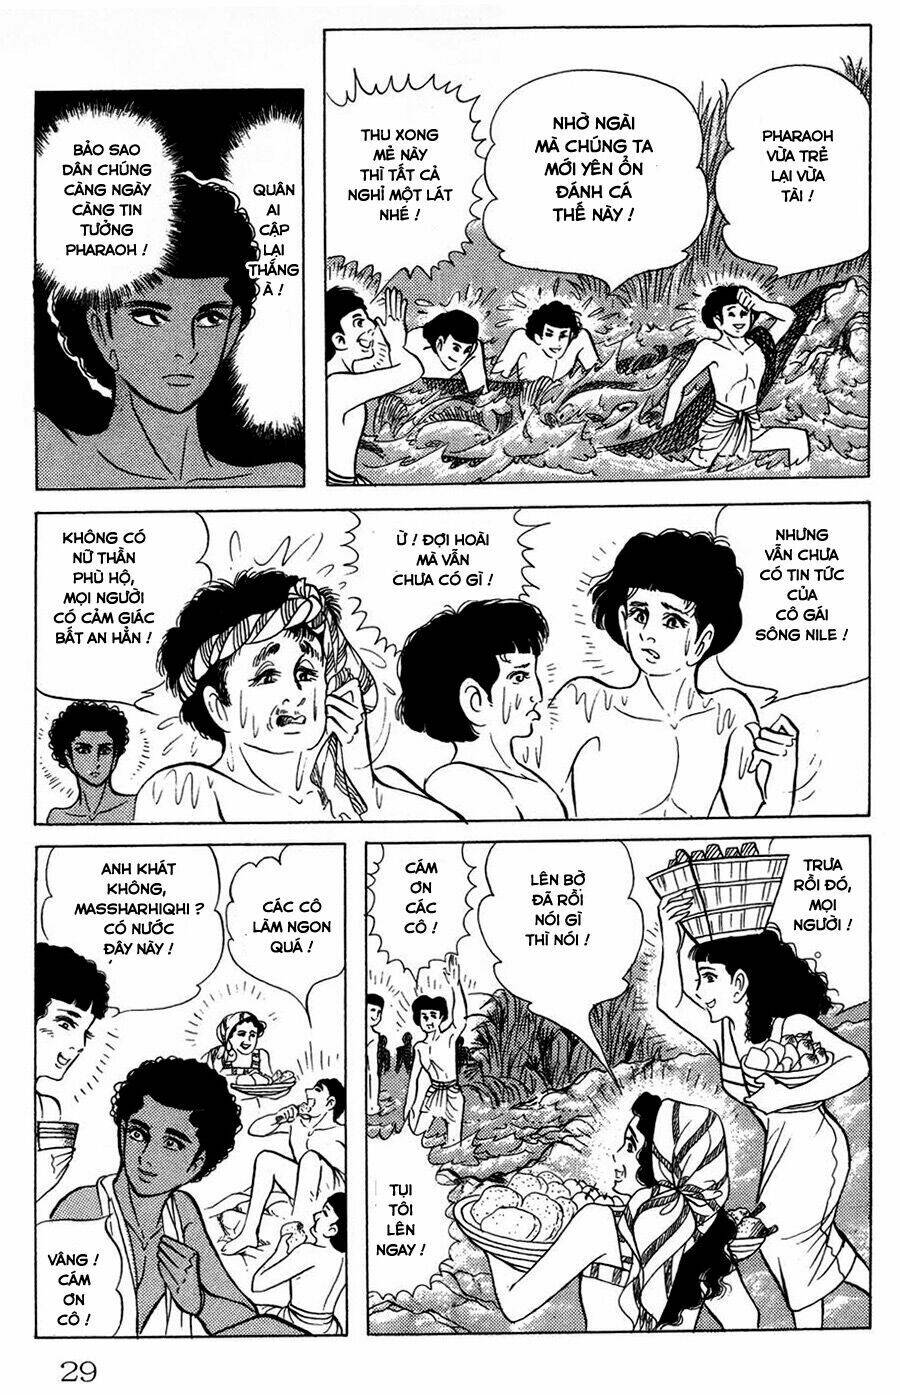 PHARAOH
VỪA TRẺ
LẠI VỪA
TÀI !
NHỜ NGÀI
MÀ CHÚNG TA
MỚI YÊN ỔN
ĐÁNH CÁ
THẾ NÀY !
THU XONG
MẺ NÀY
THÌ TẤT CẢ
NGHỈ MỘT LÁT
NHÉ !
QUÂN
AI
CẬP
LẠI
THẮNG
À !
BẢO SAO
DÂN CHÚNG
CÀNG NGÀY
CÀNG TIN
TƯỞNG
PHARAOH !
NHƯNG
VẪN CHƯA
CÓ TIN TỨC
CỦA
CÔ GÁI
SÔNG NILE !
Ừ ! ĐỢI HOÀI
MÀ VẪN
CHƯA CÓ GÌ !
KHÔNG CÓ
NỮ THẦN
PHÙ HỘ,
MỌI NGƯỜI
CÓ CẢM GIÁC
BẤT AN HẲN !
TRƯA
RỒI ĐÓ,
MỌI
NGƯỜI !
LÊN BỜ
ĐÃ RỒI
NÓI GÌ
THÌ NÓI !
CÁM
ƠN
CÁC
CÔ !
TỤI
TÔI
LÊN
NGAY !
CÁC CÔ
LÀM NGON
QUÁ !
ANH KHÁT
KHÔNG,
MASSHARHIQHI ?
CÓ NƯỚC
ĐÂY NÀY !
VÂNG !
CÁM
ƠN
CÔ !
29